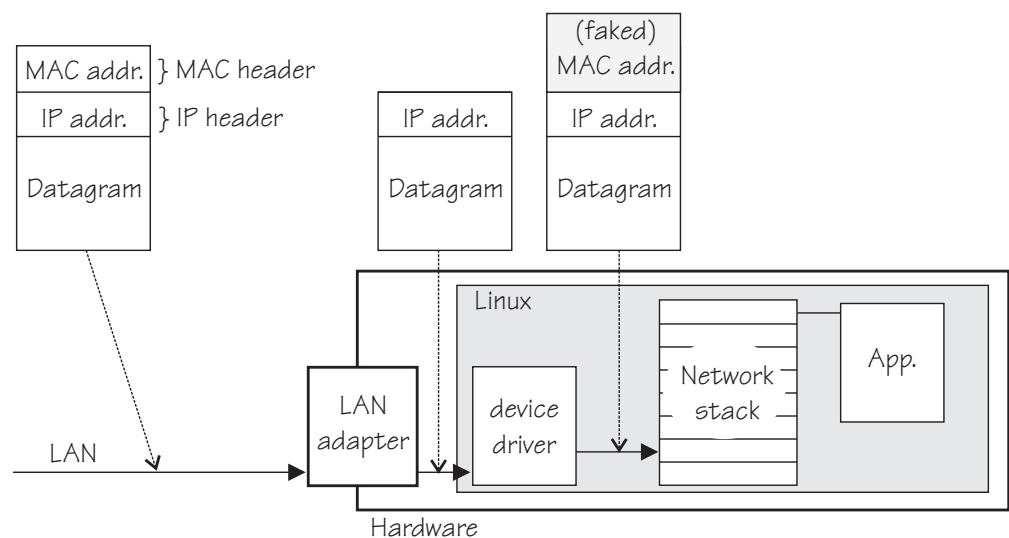 (faked)
MAC addr.
MAC addr. } MAC header
IP addr. } IP header
Datagram
IP addr.
Datagram
IP addr.
Datagram
Linux
Network
stack
App.
LAN
adapter
device
driver
LAN
Hardware